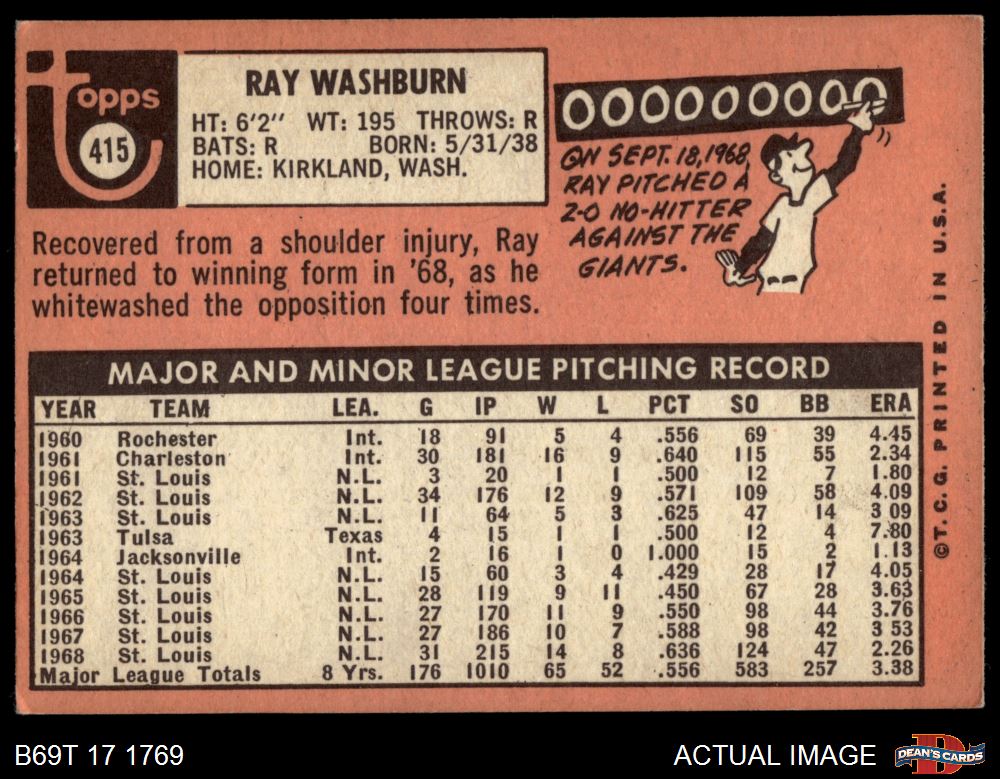 topps
415
RAY WASHBURN
HT: 6'2" WT: 195 THROWS: R
BATS: R BORN: 5/31/38
HOME: KIRKLAND, WASH.
OOOOOOOOO
ON SEPT. 18, 1968,
RAY PITCHED A
2-0 NO-HITTER
AGAINST THE
GIANTS.
Recovered from a shoulder injury, Ray
returned to winning form in '68, as he
whitewashed the opposition four times.
MAJOR AND MINOR LEAGUE PITCHING RECORD
YEAR TEAM LEA. G IP W L PCT SO BB ERA
1960 Rochester Int. 18 91 5 4 .556 69 39 4.45
1961 Charleston Int. 30 181 16 9 .640 115 55 2.34
1961 St. Louis N.L. 3 20 1 1 .500 12 7 1.80
1962 St. Louis N.L. 34 176 12 9 .571 109 58 4.09
1963 St. Louis N.L. 11 64 5 3 .625 47 14 3 09
1963 Tulsa Texas 4 15 1 1 .500 12 4 7.80
1964 Jacksonville Int. 2 16 1 0 1.000 15 2 1.13
1964 St. Louis N.L. 15 60 3 4 .429 28 17 4.05
1965 St. Louis N.L. 28 119 9 11 .450 67 28 3.63
1966 St. Louis N.L. 27 170 11 9 .550 98 44 3.76
1967 St. Louis N.L. 27 186 10 7 .588 98 42 3 53
1968 St. Louis N.L. 31 215 14 8 .636 124 47 2.26
Major League Totals 8 Yrs. 176 1010 65 52 .556 583 257 3.38
© T. C. G. PRINTED IN U.S.A.
B69T 17 1769
ACTUAL IMAGE
D
DEAN'S CARDS